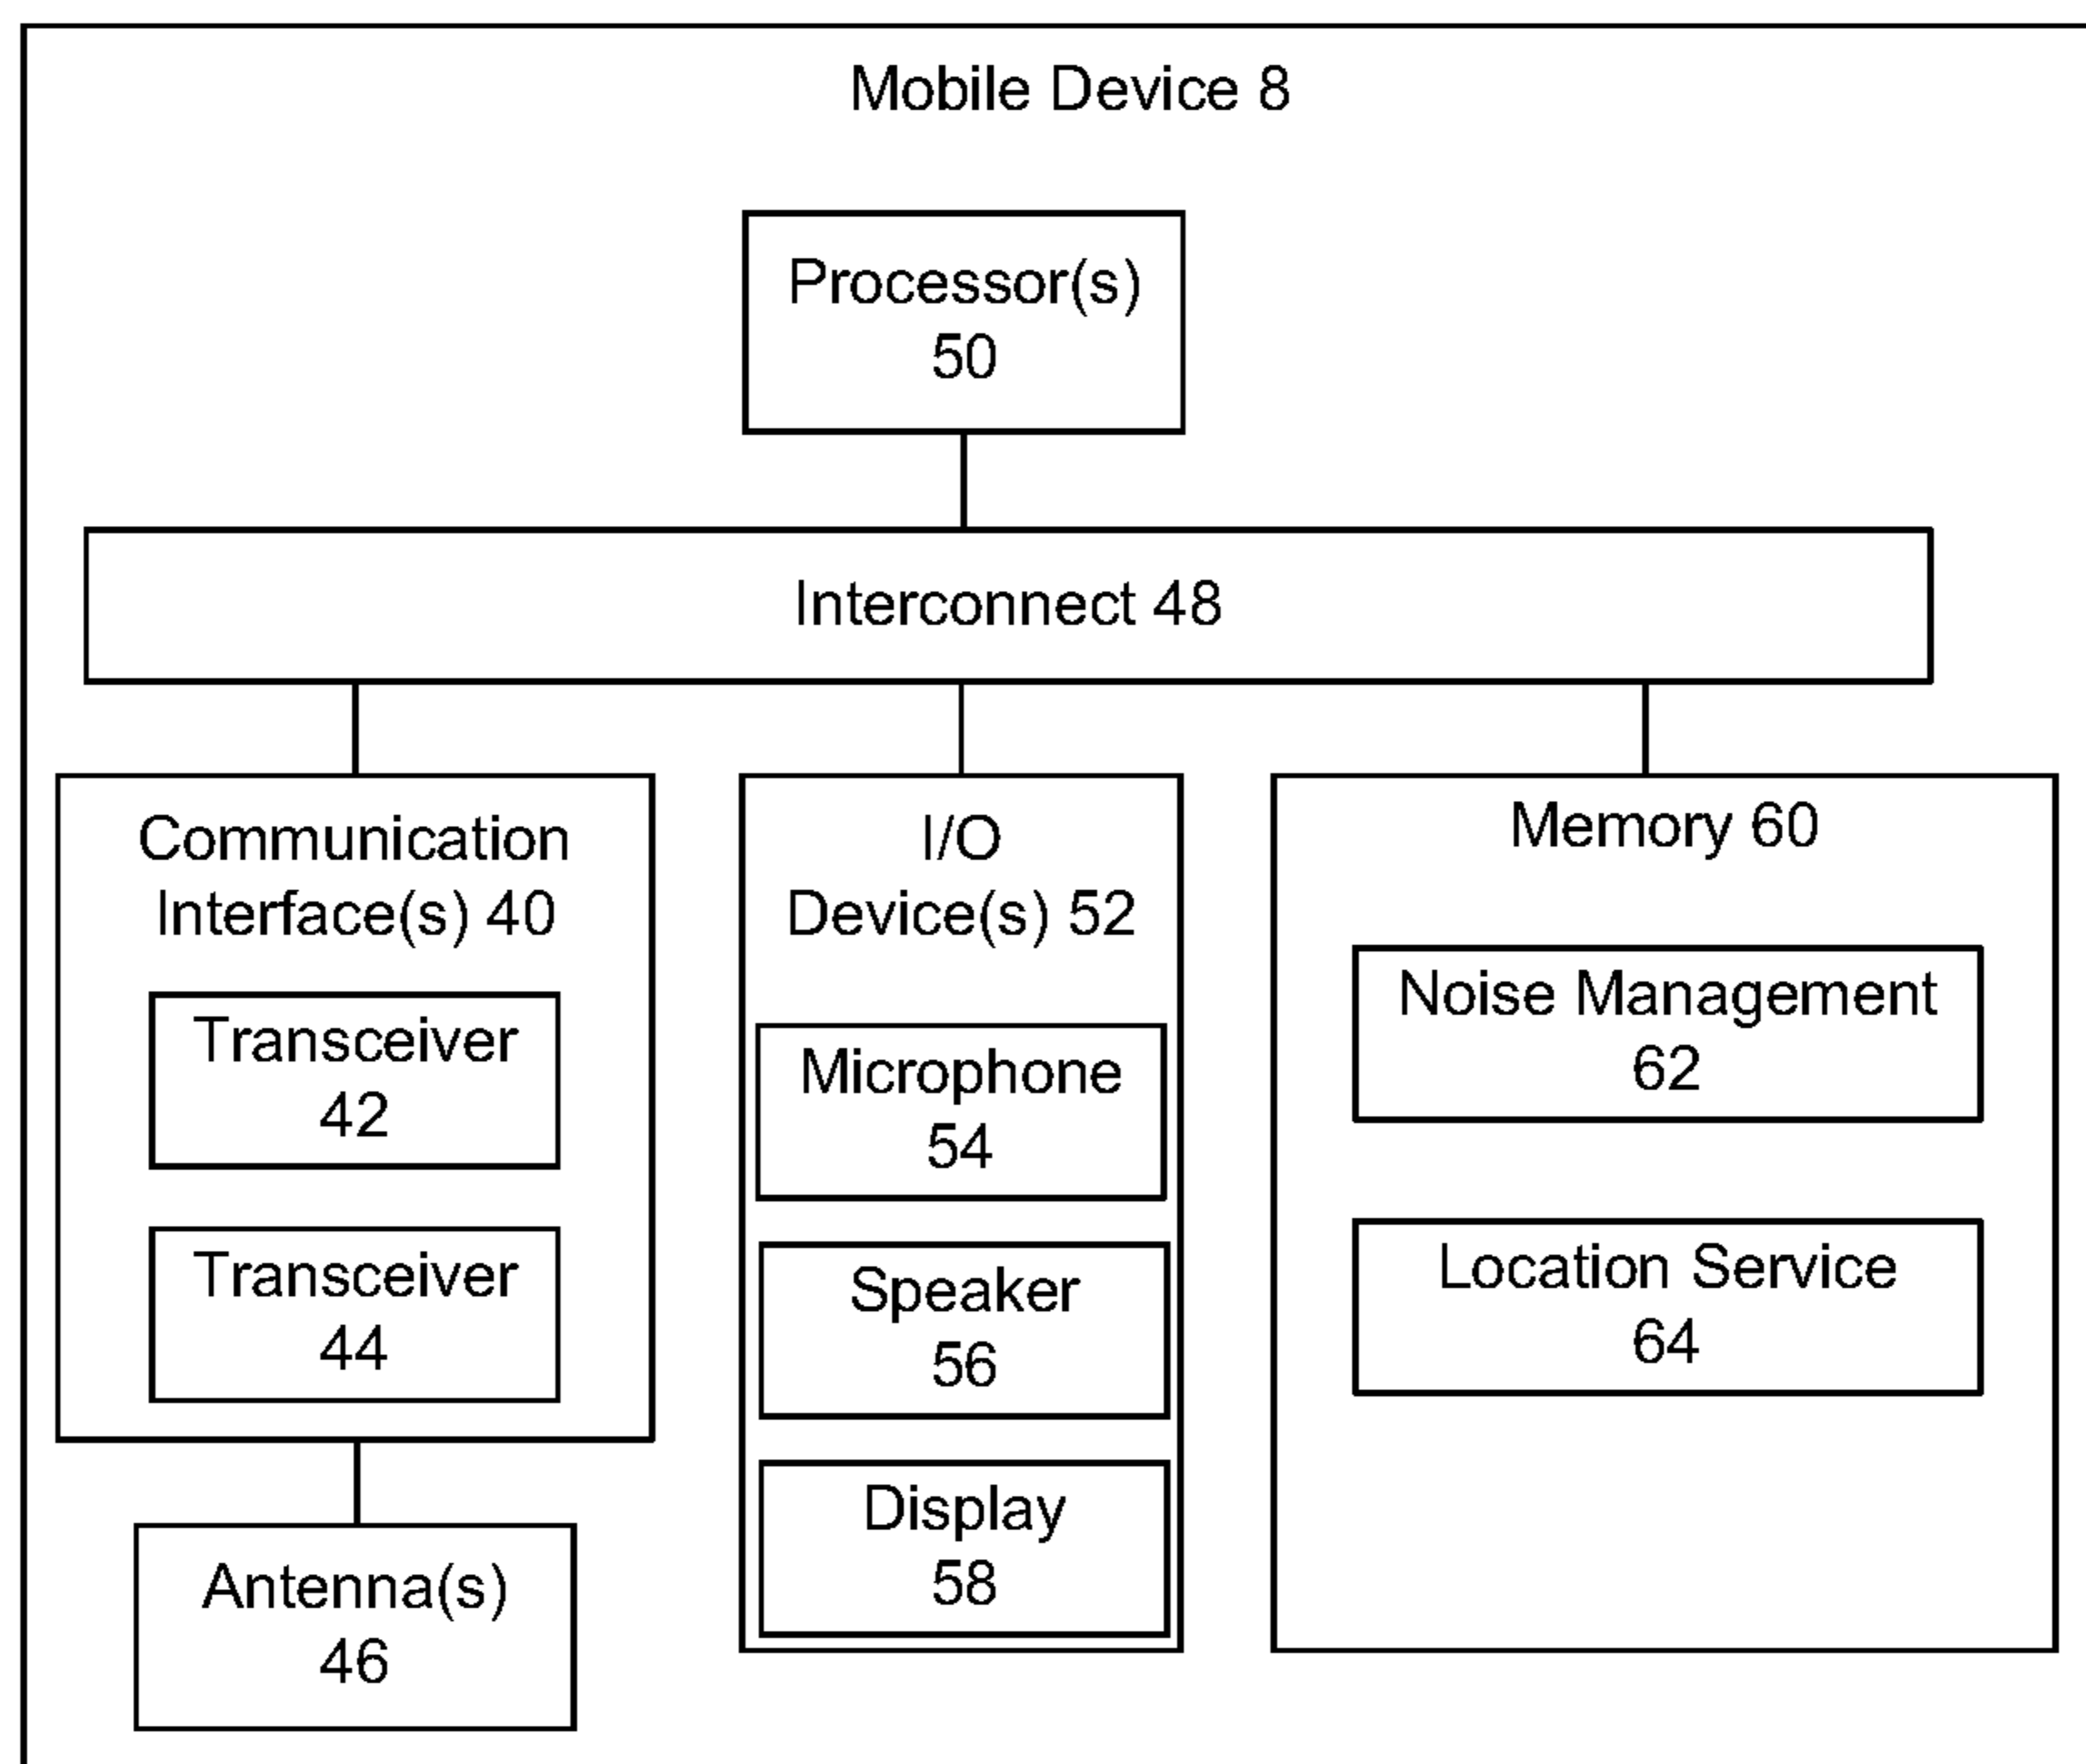 Mobile Device 8
Processor(s)
50
Interconnect 48
Communication
Interface(s) 40
Transceiver
42
Transceiver
44
Antenna(s)
46
I/O
Device(s) 52
Microphone
54
Speaker
56
Display
58
Memory 60
Noise Management
62
Location Service
64